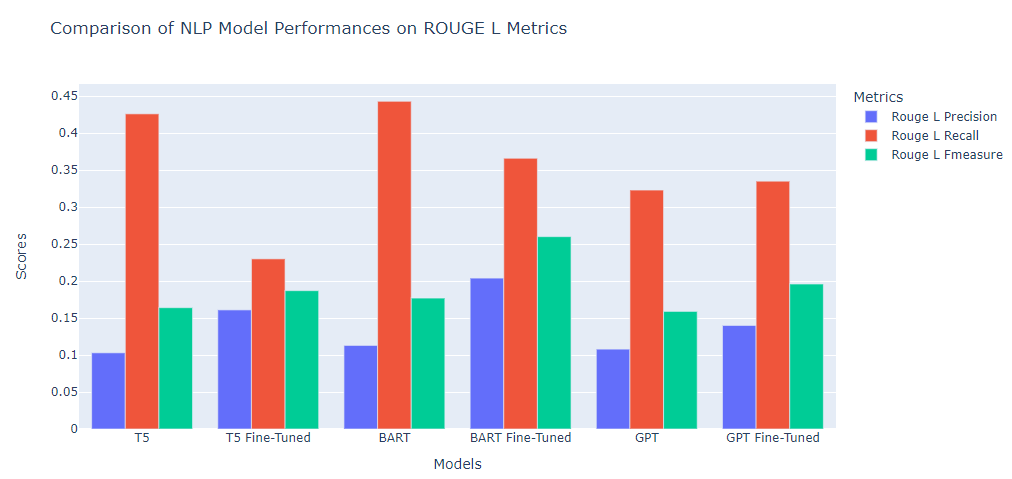 Comparison of NLP Model Performances on ROUGE L Metrics
Metrics
Rouge L Precision
Rouge L Recall
Rouge L Fmeasure
Scores
0.45
0.4
0.35
0.3
0.25
0.2
0.15
0.1
0.05
0
T5
T5 Fine-Tuned
BART
BART Fine-Tuned
GPT
GPT Fine-Tuned
Models